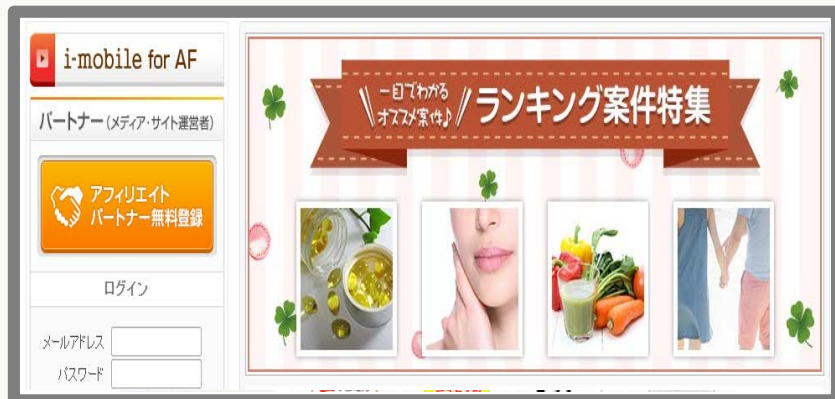 i-mobile for AF
パートナー(メディア・サイト運営者)
アフィリエイト
パートナー無料登録
ログイン
メールアドレス
パスワード
一目でわかる
オススメ案件♪
ランキング案件特集